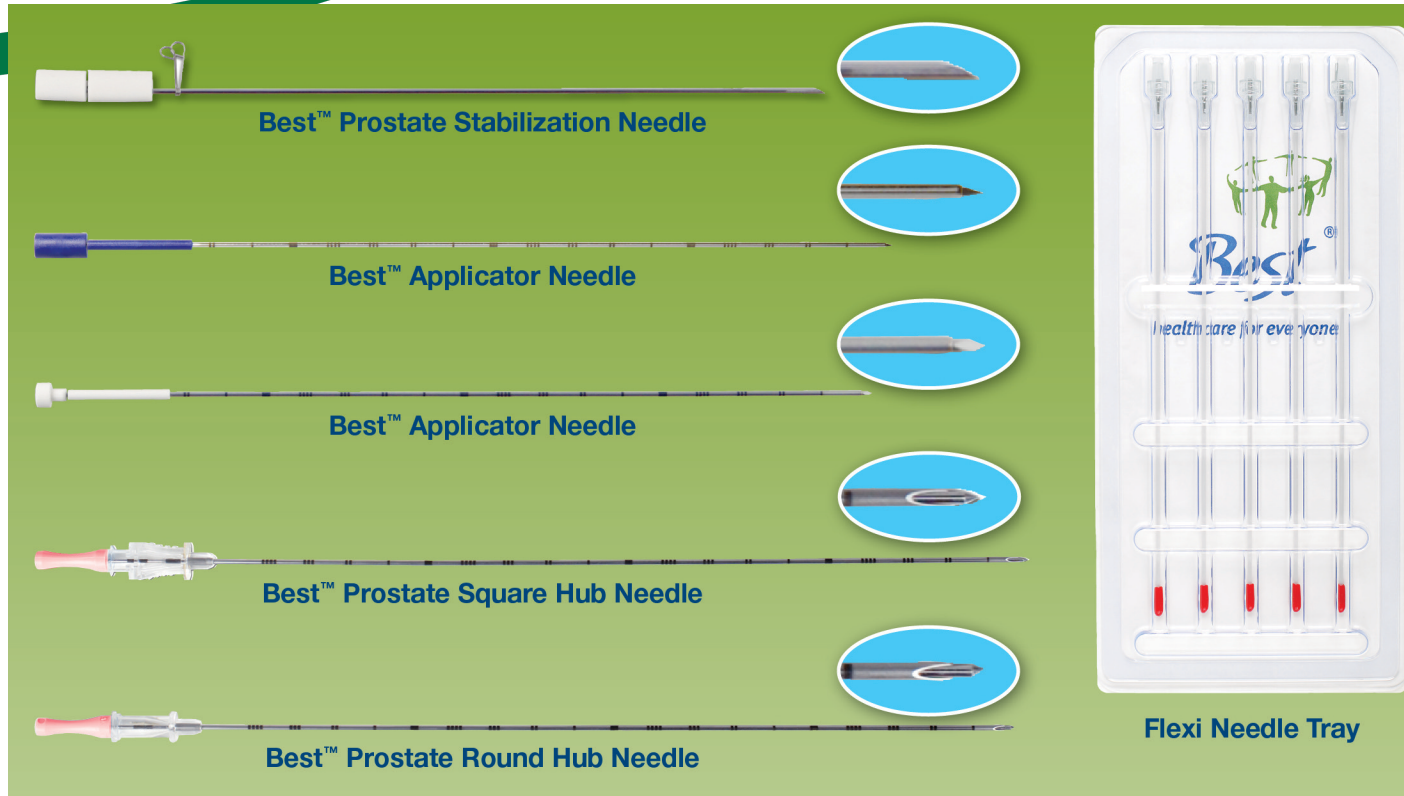 Best™ Prostate Stabilization Needle
Best™ Applicator Needle
Best™ Applicator Needle
Best™ Prostate Square Hub Needle
Best™ Prostate Round Hub Needle
Best®
healthcare for everyone
Flexi Needle Tray